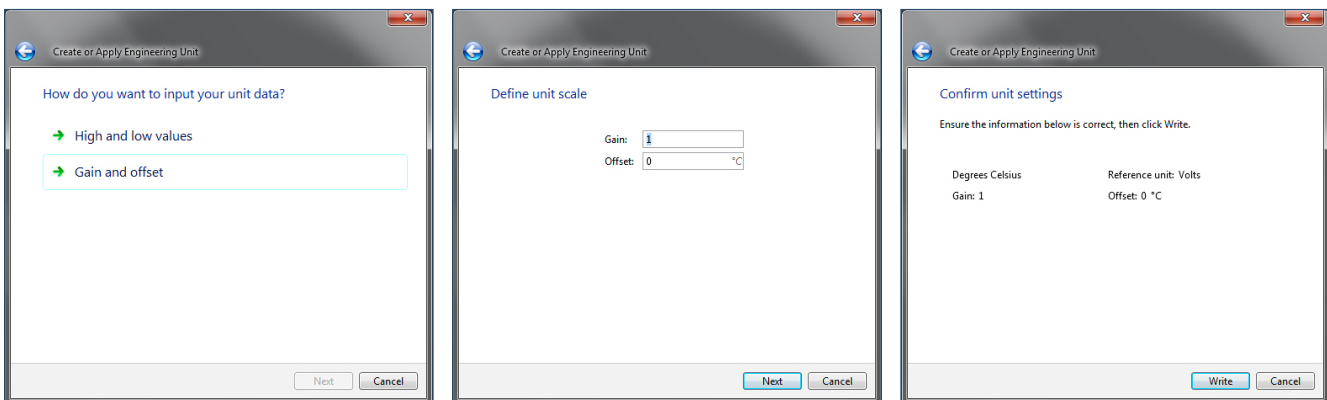 Create or Apply Engineering Unit
How do you want to input your unit data?
High and low values
Gain and offset
Next
Cancel
Create or Apply Engineering Unit
Define unit scale
Gain: 1
Offset: 0 °C
Next
Cancel
Create or Apply Engineering Unit
Confirm unit settings
Ensure the information below is correct, then click Write.
Degrees Celsius
Reference unit: Volts
Gain: 1
Offset: 0 °C
Write
Cancel